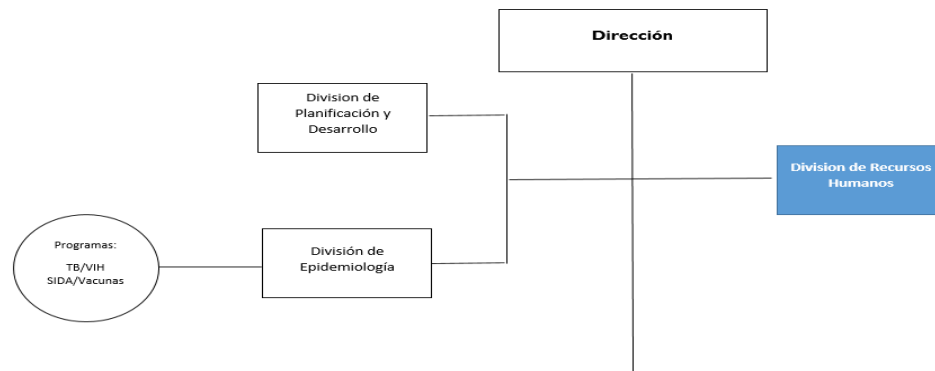 Dirección
Division de
Planificación y
Desarrollo
Division de Recursos
Humanos
División de
Epidemiología
Programas:
TB/VIH
SIDA/Vacunas